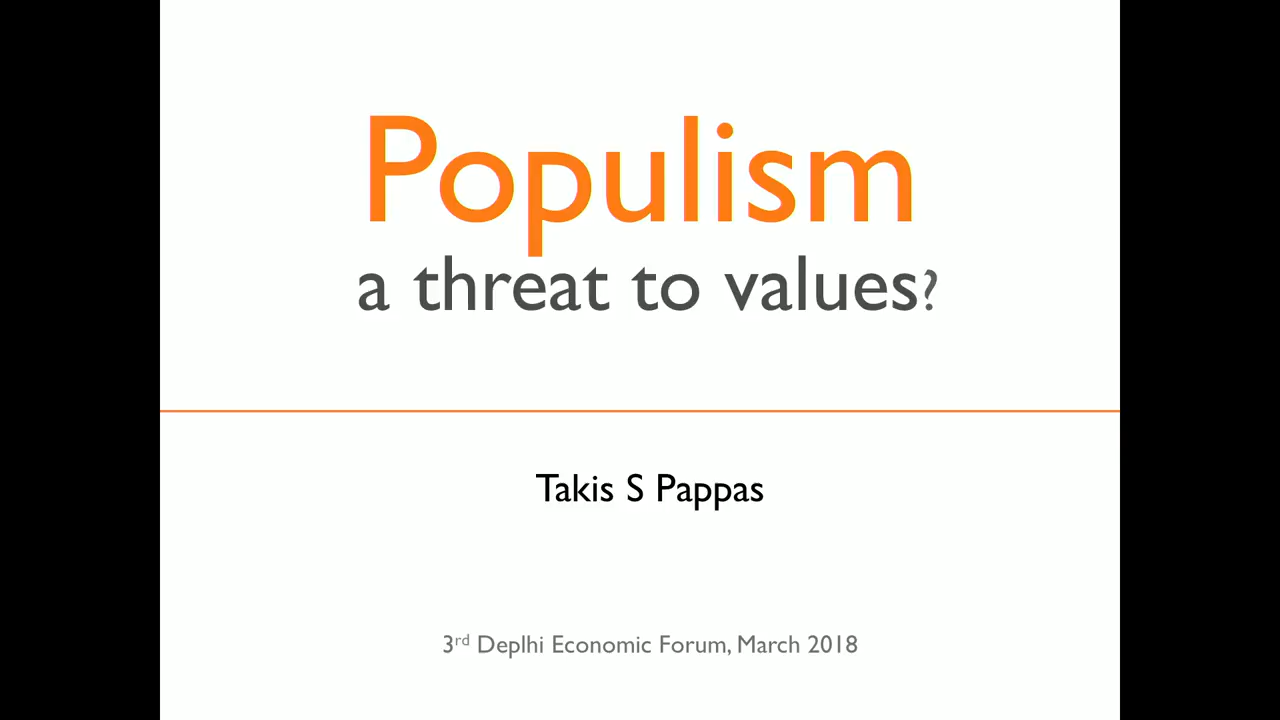 Populism
a threat to values?
Takis S Pappas
3rd Deplhi Economic Forum, March 2018